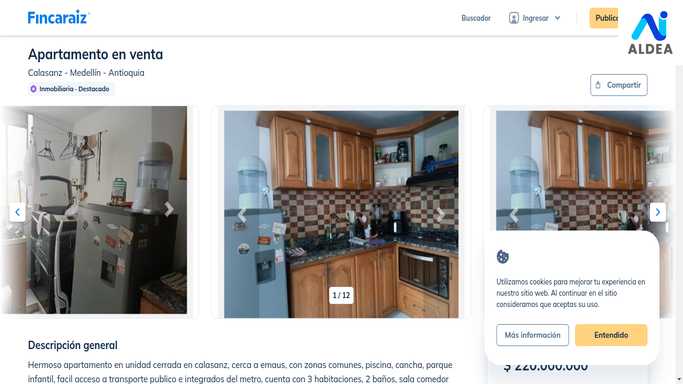 Fincaraiz
Buscador
Ingresar
Publica
ALDEA
Apartamento en venta
Calasanz - Medellín - Antioquia
Inmobiliaria - Destacado
Compartir
1 / 12
Utilizamos cookies para mejorar tu experiencia en
nuestro sitio web. Al continuar en el sitio
consideramos que aceptas su uso.
Más información
Entendido
$ 220.000.000
Descripción general
Hermoso apartamento en unidad cerrada en calasanz, cerca a emaus, con zonas comunes, piscina, cancha, parque
infantil, facil acceso a transporte publico e integrados del metro, cuenta con 3 habitaciones, 2 baños, sala comedor